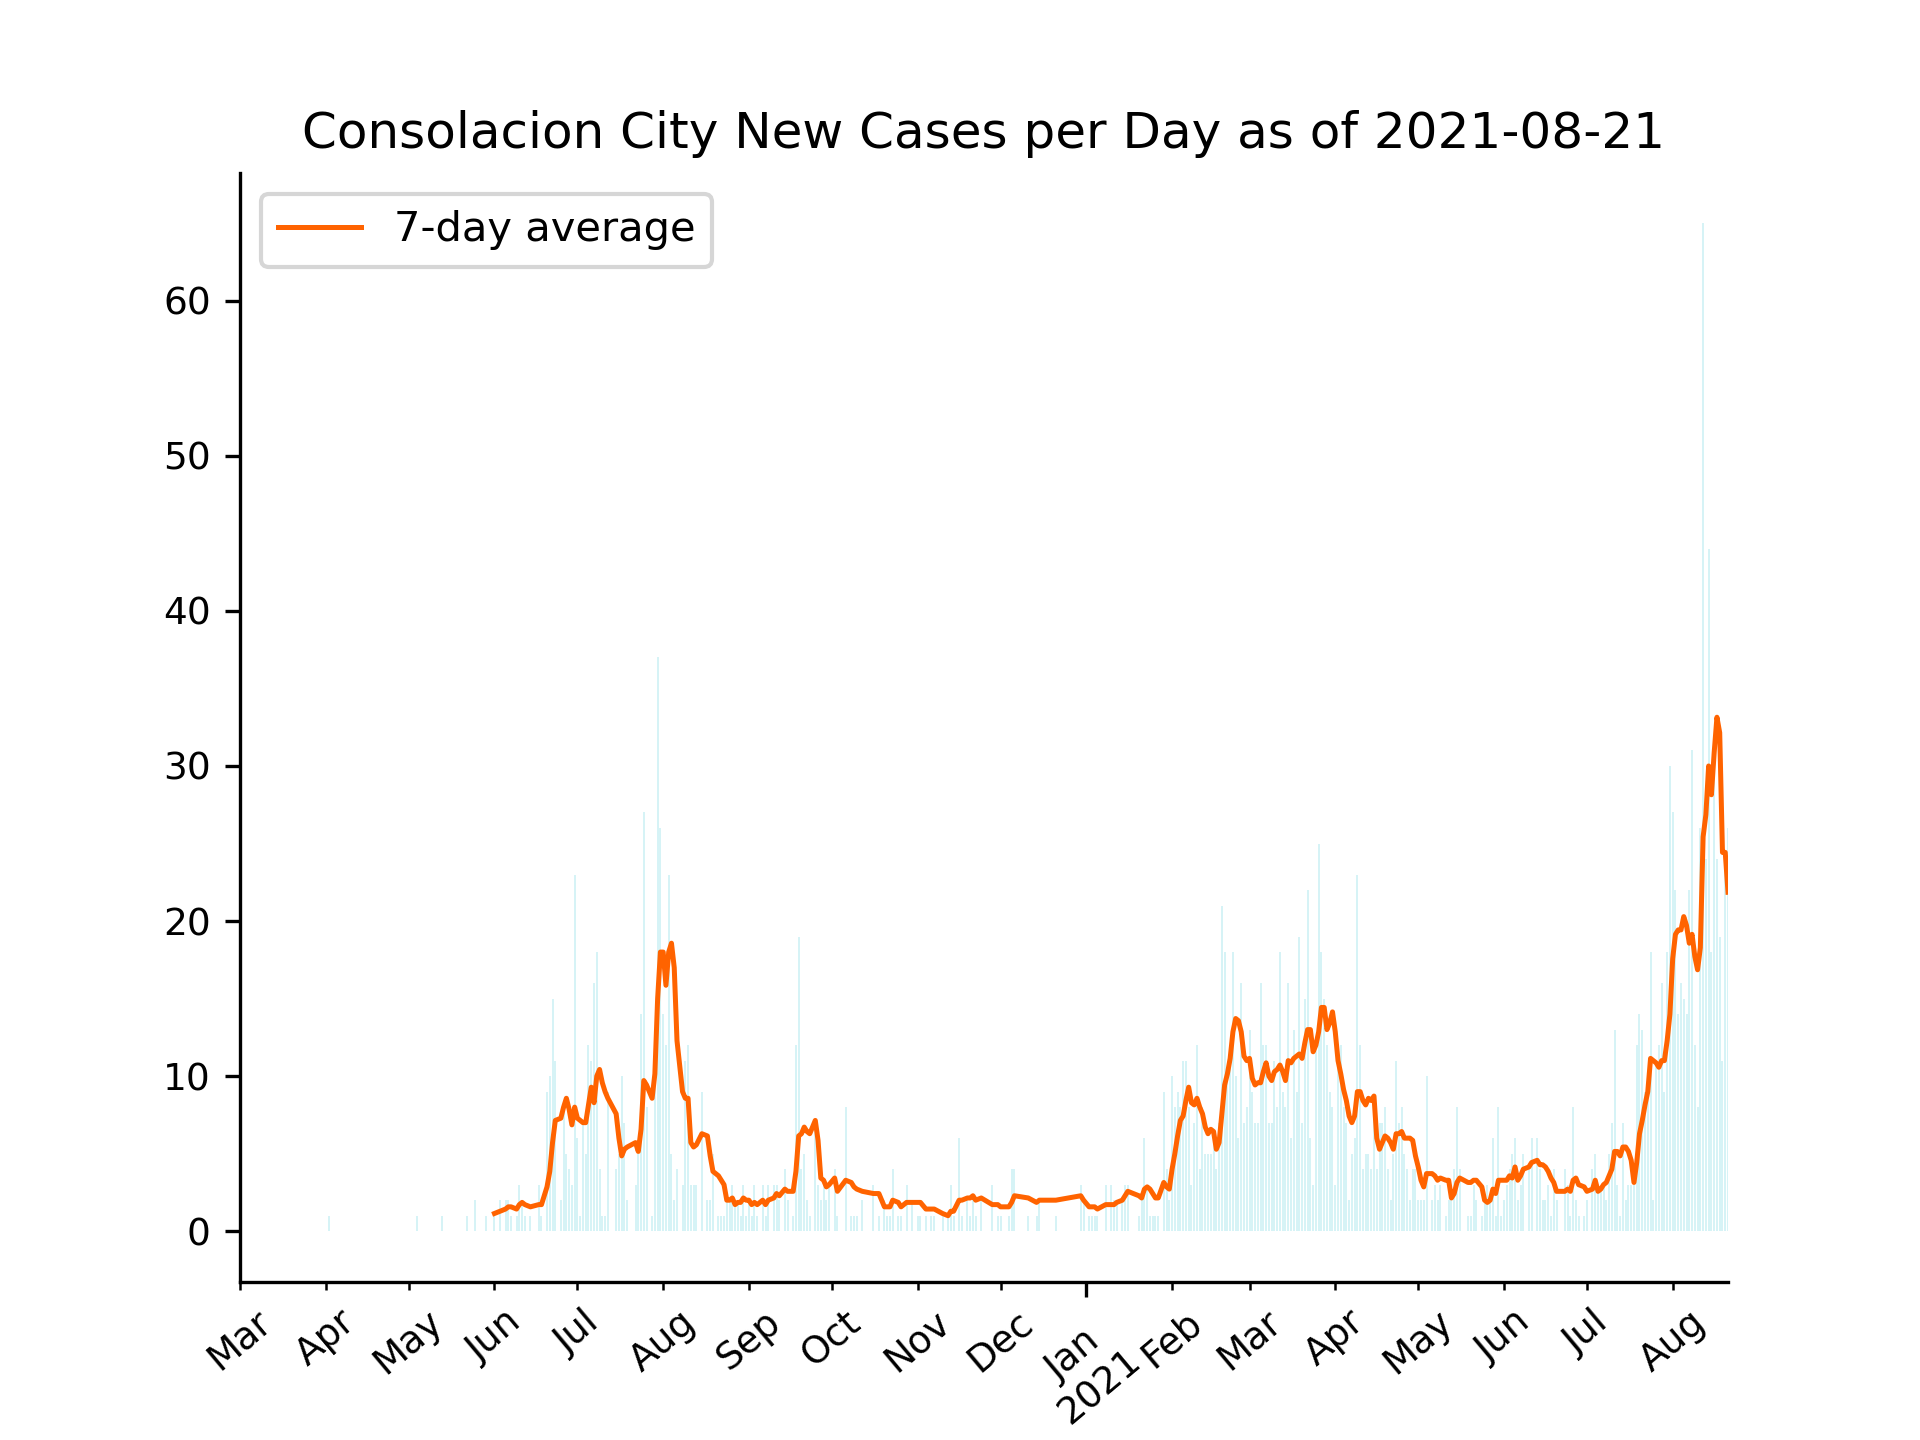 Consolacion City New Cases per Day as of 2021-08-21
7-day average
60
50
40
30
20
10
0
Mar Apr May Jun Jul Aug Sep Oct Nov Dec Jan Feb Mar Apr May Jun Jul Aug
2021